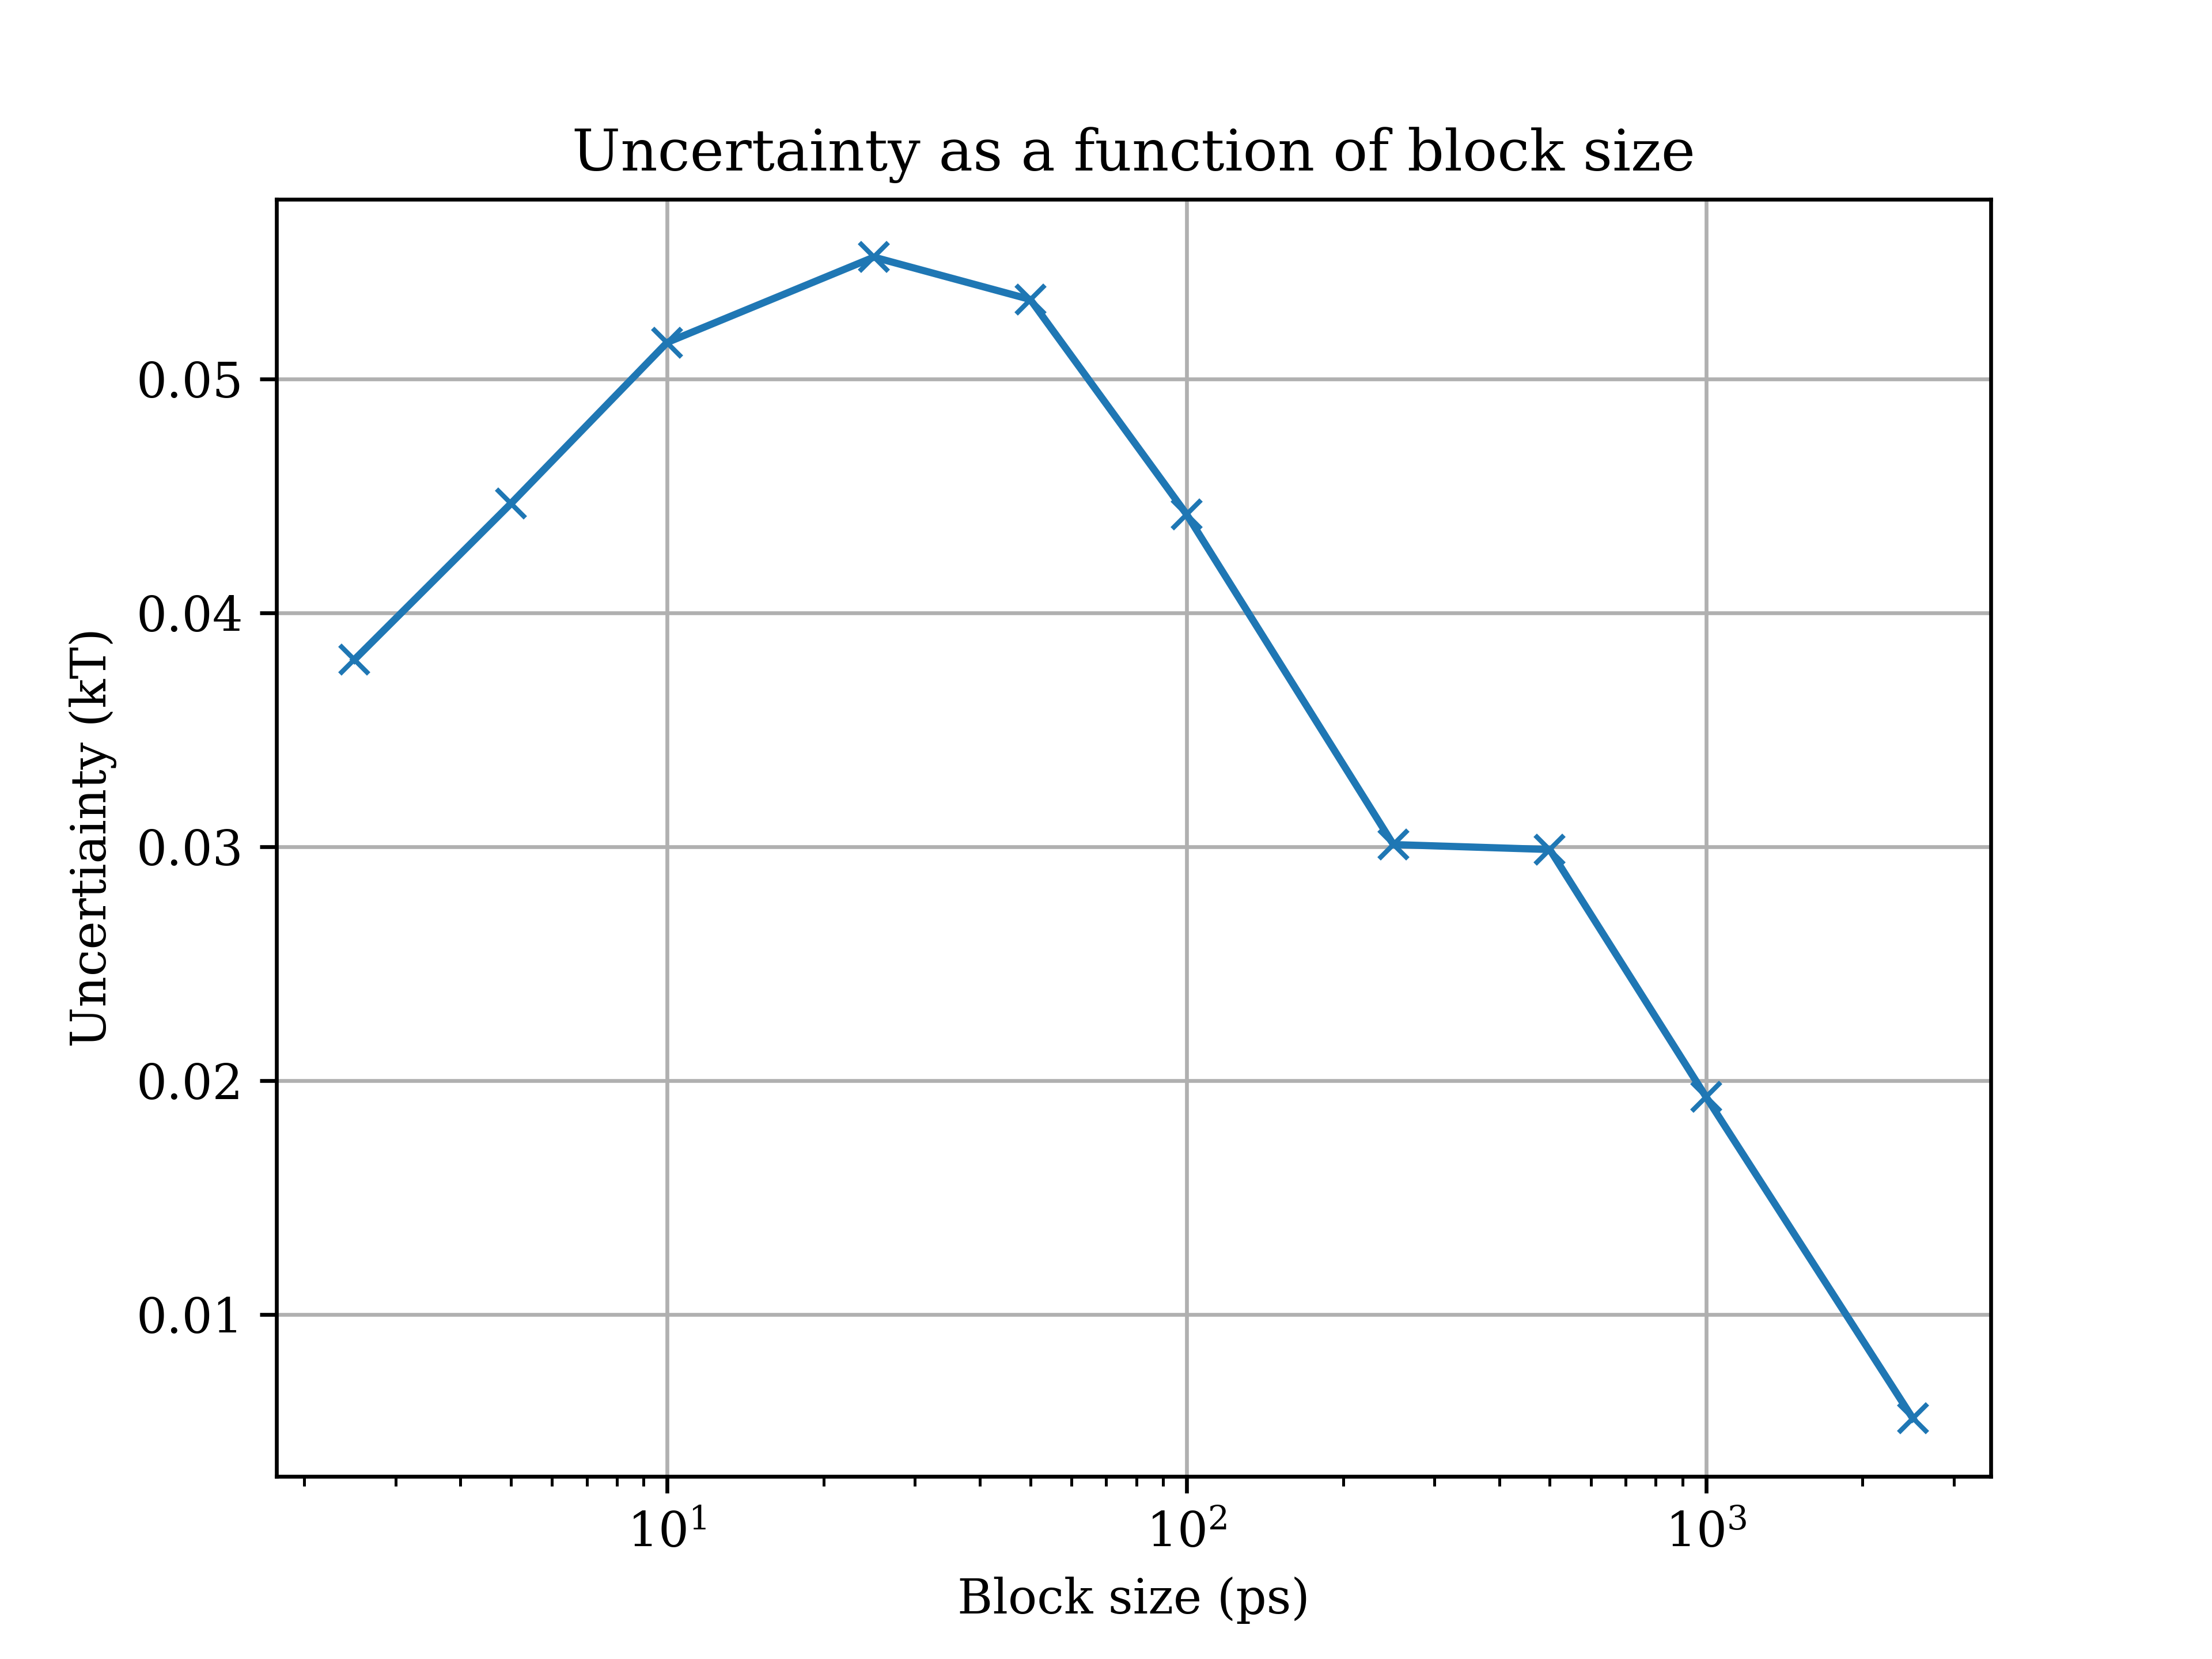 Uncertainty as a function of block size
0.05
0.04
0.03
0.02
0.01
Uncertiainty (kT)
10¹
10²
10³
Block size (ps)